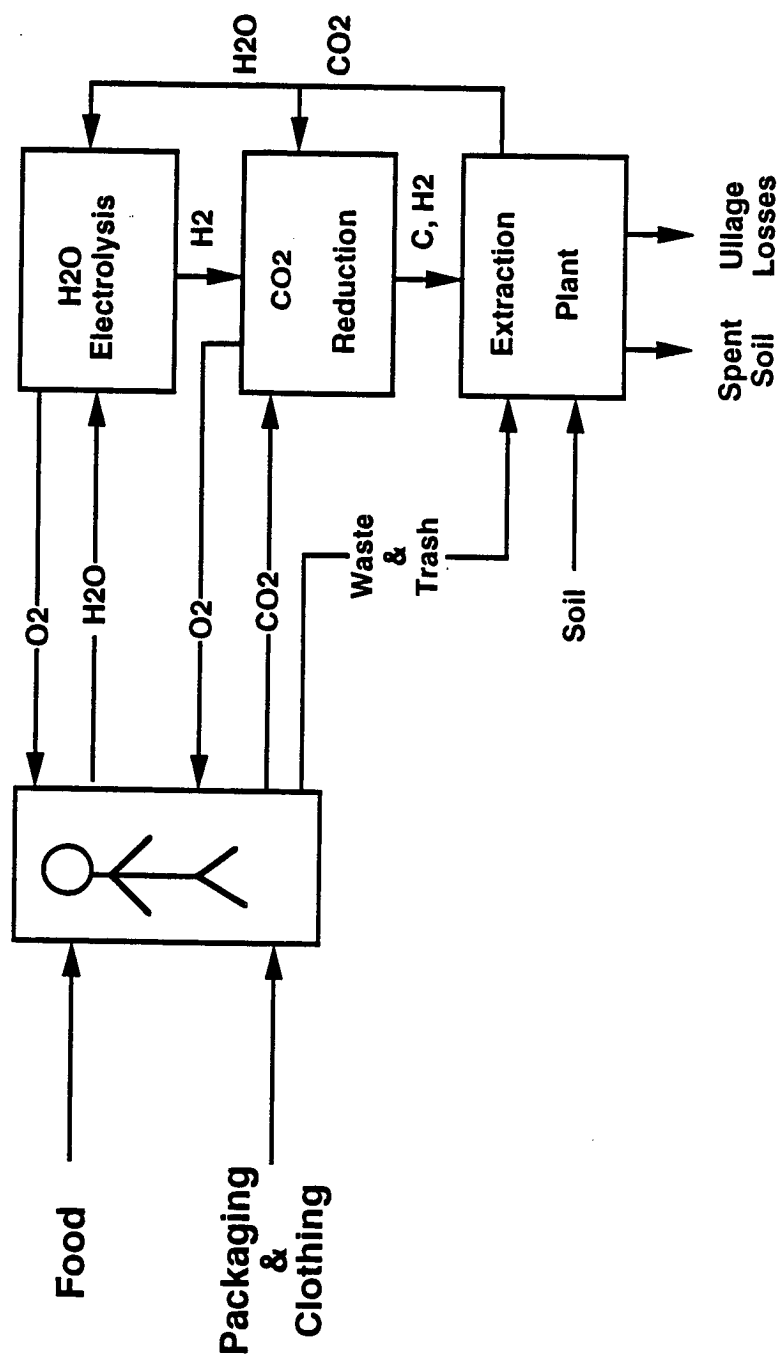 Food
Packaging
&
Clothing
O2
H2O
O2
CO2
Waste
&
Trash
Soil
H2O
Electrolysis
H2
CO2
Reduction
C, H2
Extraction
Plant
H2O
CO2
Spent
Soil
Ullage
Losses